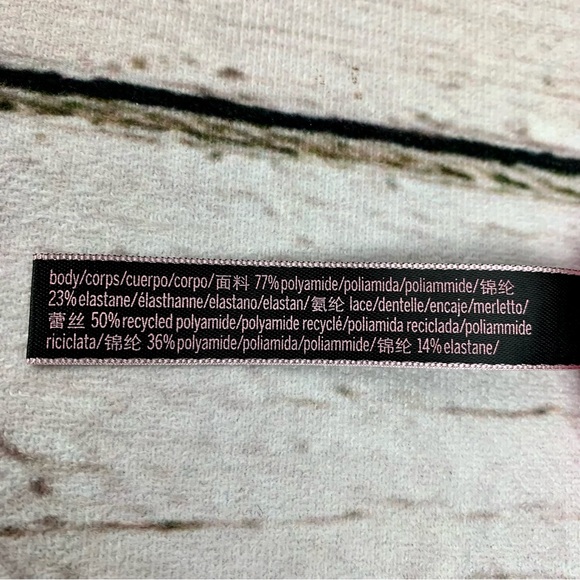 body/corps/cuerpo/corpo/面料 77% polyamide/poliamida/poliammide/锦纶
23% elastane/élasthanne/elastano/elastan/氨纶 lace/dentelle/encaje/merletto/
蕾丝 50% recycled polyamide/polyamide recyclé/poliamida reciclada/poliammide
riciclata/锦纶 36% polyamide/poliamida/poliammide/锦纶 14% elastane/